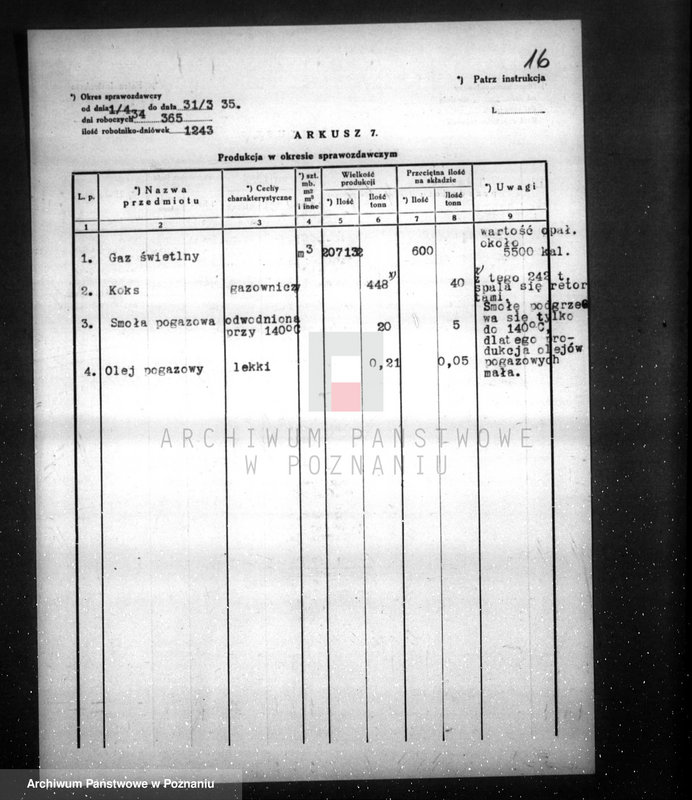 16
*) Patrz instrukcja
*) Okres sprawozdawczy
od dnia 1/4 34 do dnia 31/3 35.
dni roboczych 365
ilość robotniko-dniówek 1243
L.
ARKUSZ 7.
Produkcja w okresie sprawozdawczym
L. p. *) Nazwa przedmiotu *) Cechy charakterystyczne *) szt. mb. m² m³ i inne Wielkość produkcji *) Ilość Ilość tonn Przeciętna ilość na składzie *) Ilość Ilość tonn *) Uwagi
1 2 3 4 5 6 7 8 9
1. Gaz świetlny m3 207132 600 wartość opał. około 5500 kal.
2. Koks gazowniczy 448 x/ 40 x/ z tego 242 t. spala się retortami.
3. Smoła pogazowa odwodniona przy 140°C 20 5 Smołę podgrzewa się tylko do 140°C, dlatego produkcja olejów pogazowych mała.
4. Olej pogazowy lekki 0,21 0,05
ARCHIWUM PAŃSTWOWE
W POZNANIU
Archiwum Państwowe w Poznaniu